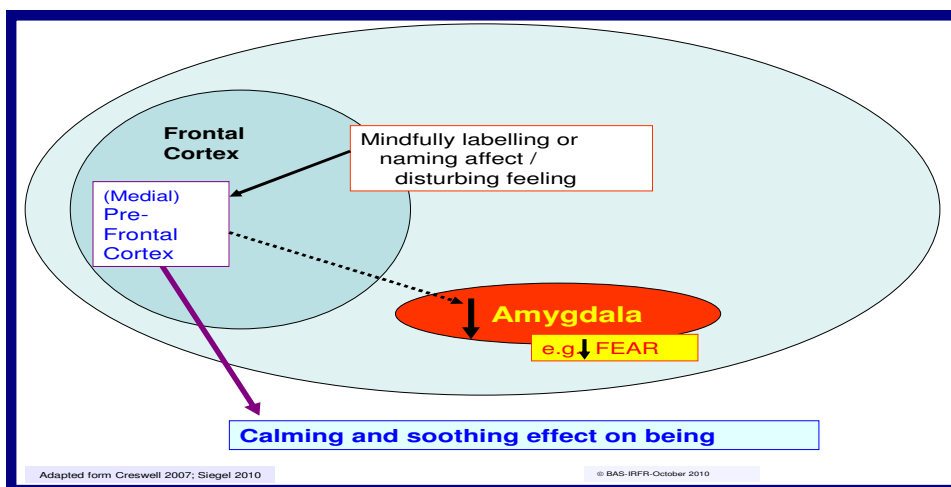 Frontal
Cortex
Mindfully labelling or
naming affect /
disturbing feeling
(Medial)
Pre-
Frontal
Cortex
Amygdala
e.g. FEAR
Calming and soothing effect on being
Adapted form Creswell 2007; Siegel 2010
© BAS-IRFR-October 2010